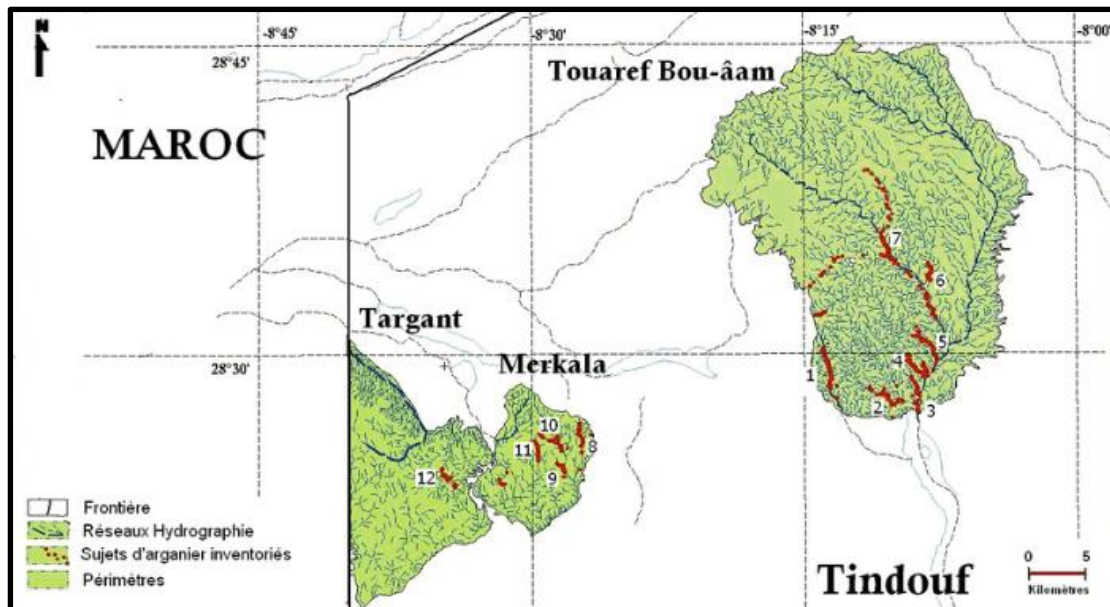 N
-8°45'
-8°30'
-8°15'
-8°00'
28°45'
Touaref Bou-âam
MAROC
7
6
Targant
Merkala
5
28°30'
1
4
2
3
10
11
8
12
9
Frontière
Réseaux Hydrographie
Sujets d'arganier inventoriés
Périmètres
Tindouf
0 5
Kilomètres